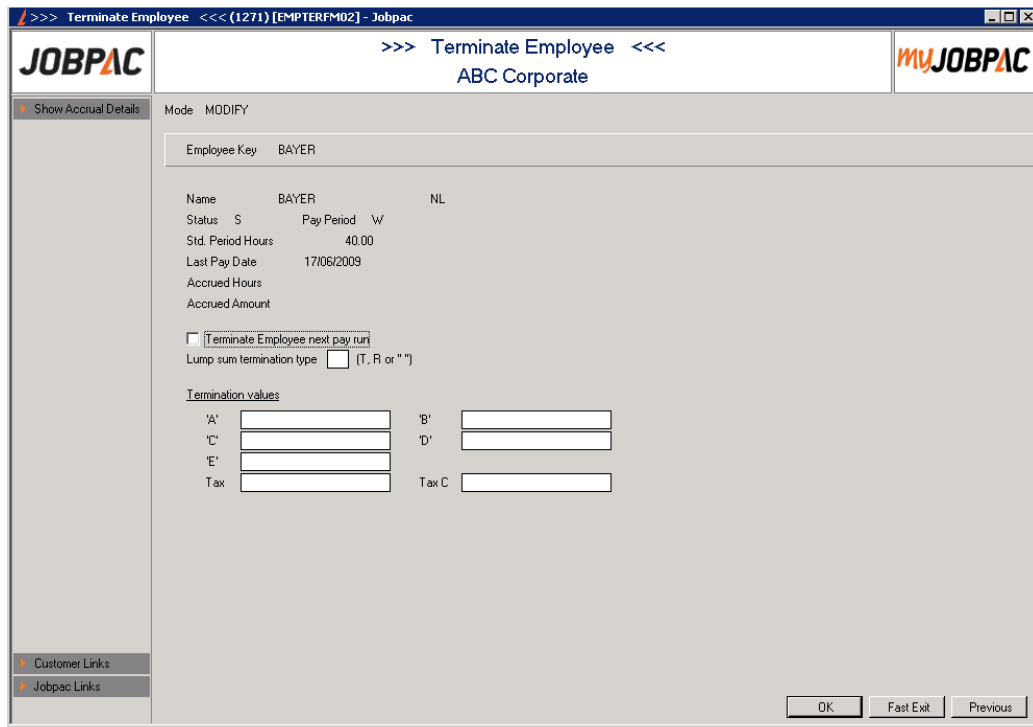 >>> Terminate Employee <<< (1271) [EMPTERFM02] - Jobpac
JOBPAC
>>> Terminate Employee <<<
ABC Corporate
myJOBPAC
Show Accrual Details
Mode MODIFY
Employee Key BAYER
Name BAYER NL
Status S Pay Period W
Std. Period Hours 40.00
Last Pay Date 17/06/2009
Accrued Hours
Accrued Amount
Terminate Employee next pay run
Lump sum termination type (T, R or " ")
Termination values
'A' 'B'
'C' 'D'
'E'
Tax Tax C
Customer Links
Jobpac Links
OK Fast Exit Previous